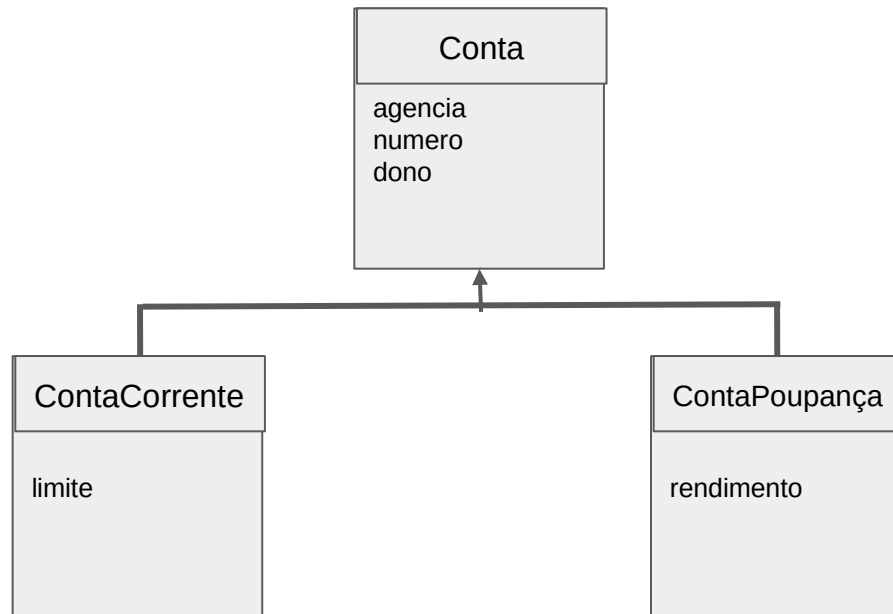 Conta
agencia
numero
dono
ContaCorrente
limite
ContaPoupança
rendimento